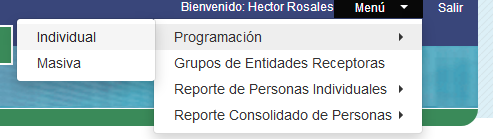 Bienvenido: Hector Rosales Menú Salir
Individual
Masiva
Programación
Grupos de Entidades Receptoras
Reporte de Personas Individuales
Reporte Consolidado de Personas